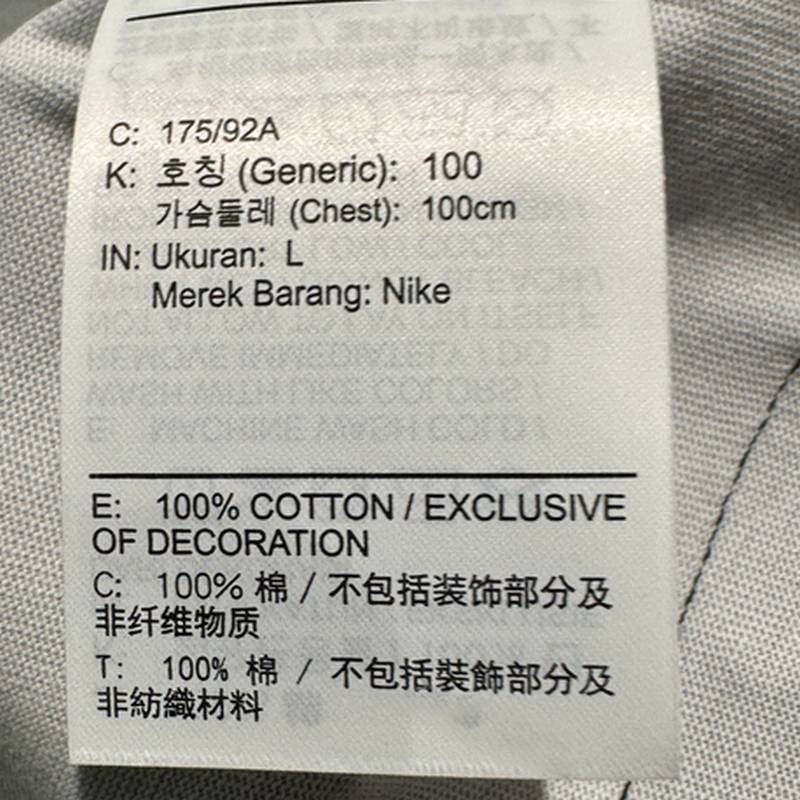 C: 175/92A
K: 호칭 (Generic): 100
가슴둘레 (Chest): 100cm
IN: Ukuran: L
Merek Barang: Nike
E: 100% COTTON / EXCLUSIVE
OF DECORATION
C: 100% 棉 / 不包括装饰部分及
非纤维物质
T: 100% 棉 / 不包括裝飾部分及
非紡織材料